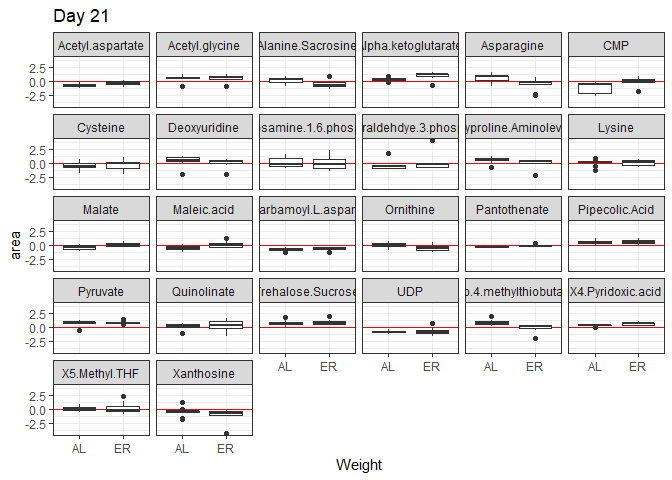 Day 21
Acetyl.aspartate Acetyl.glycine Alanine.Sacrosine Alpha.ketoglutarate Asparagine CMP
2.5
0.0
-2.5
Cysteine Deoxyuridine samine.1.6.phos raldehdye.3.phos yproline.Aminolev Lysine
2.5
0.0
-2.5
Malate Maleic.acid arbamoyl.L.aspar Ornithine Pantothenate Pipecolic.Acid
2.5
0.0
-2.5
Pyruvate Quinolinate Trehalose.Sucrose UDP o.4.methylthiobuta X4.Pyridoxic.acid
2.5
0.0
-2.5
AL ER AL ER AL ER AL ER
X5.Methyl.THF Xanthosine
2.5
0.0
-2.5
AL ER AL ER
area
Weight